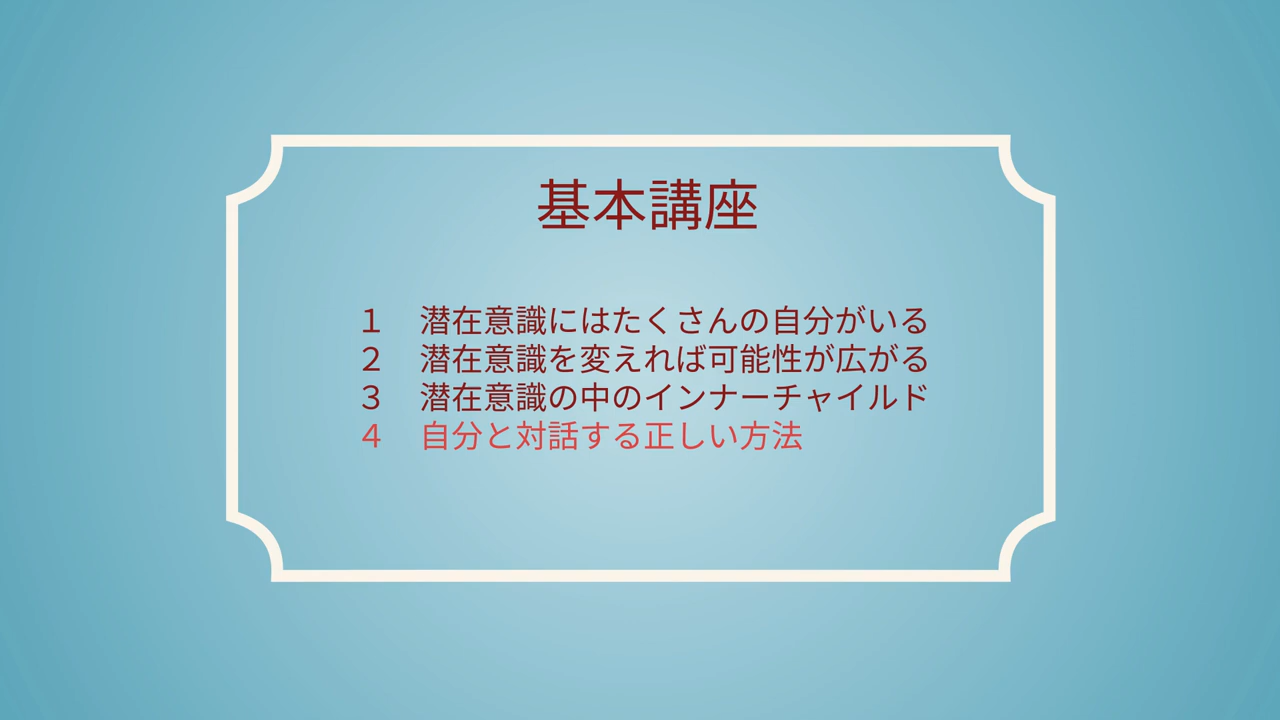 基本講座
１　潜在意識にはたくさんの自分がいる
２　潜在意識を変えれば可能性が広がる
３　潜在意識の中のインナーチャイルド
４　自分と対話する正しい方法